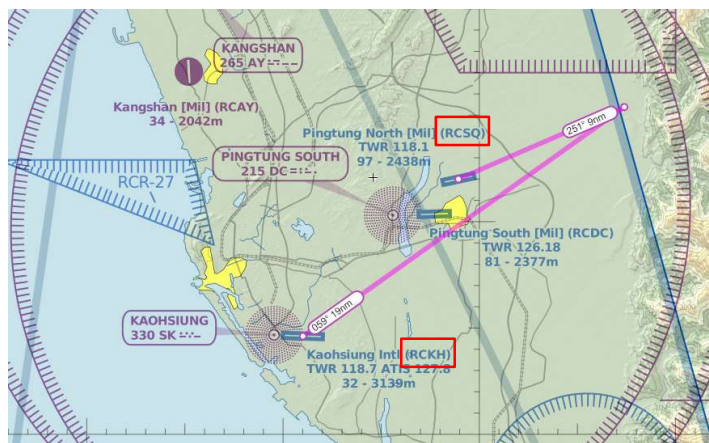 KANGSHAN
265 AY
Kangshan [Mil] (RCAY)
34 - 2042m
Pingtung North [Mil] (RCSQ)
TWR 118.1
97 - 2438m
251° 9nm
PINGTUNG SOUTH
215 DC
RCR-27
Pingtung South [Mil] (RCDC)
TWR 126.18
81 - 2377m
059° 19nm
KAOHSIUNG
330 SK
Kaohsiung Intl (RCKH)
TWR 118.7 ATIS 127.8
32 - 3139m